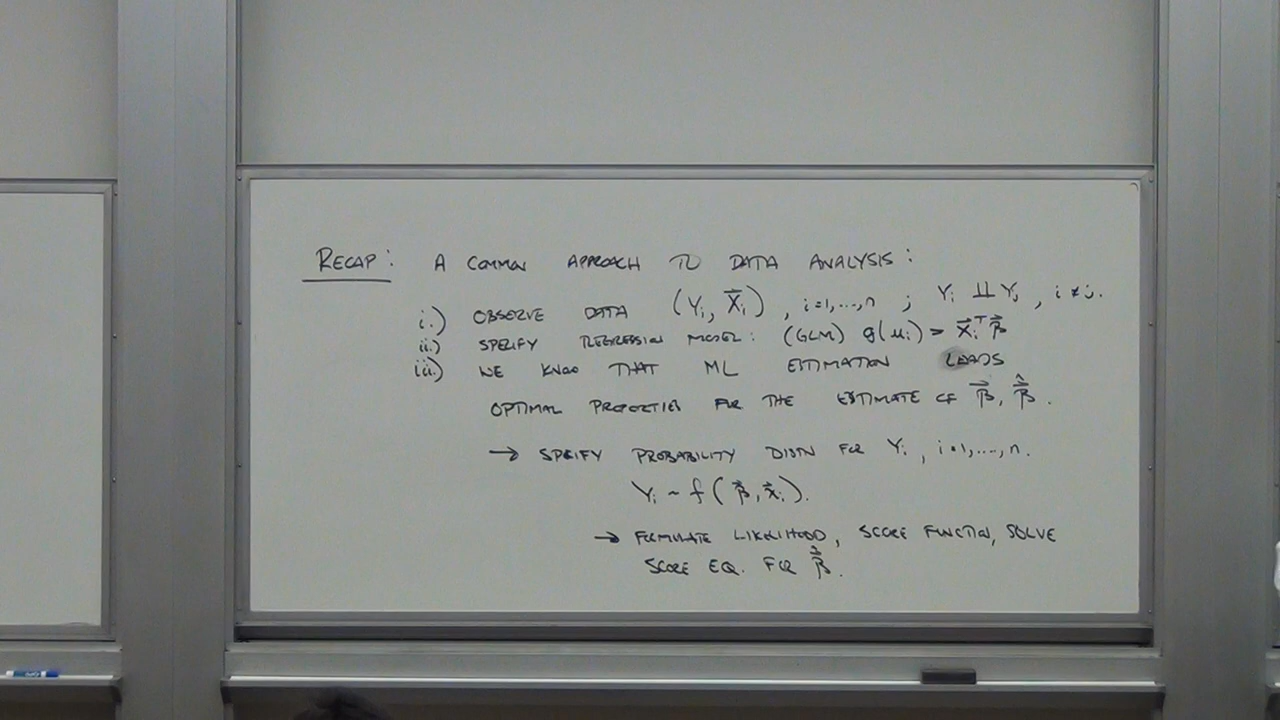 RECAP: A COMMON APPROACH TO DATA ANALYSIS:
i.) OBSERVE DATA (Yᵢ, X⃗ᵢ), i=1,...,n ; Yᵢ ⫫ Yⱼ, i ≠ j.
ii.) SPECIFY REGRESSION MODEL: (GLM) g(μᵢ) = x⃗ᵢᵀβ⃗
iii.) WE KNOW THAT ML ESTIMATION LEADS
OPTIMAL PROPERTIES FOR THE ESTIMATE OF β⃗, β⃗̂.
→ SPECIFY PROBABILITY DISTN FOR Yᵢ, i=1,....,n.
Yᵢ ~ f(β⃗, x⃗ᵢ).
→ FORMULATE LIKELIHOOD, SCORE FUNCTION, SOLVE
SCORE EQ. FOR β⃗̂.